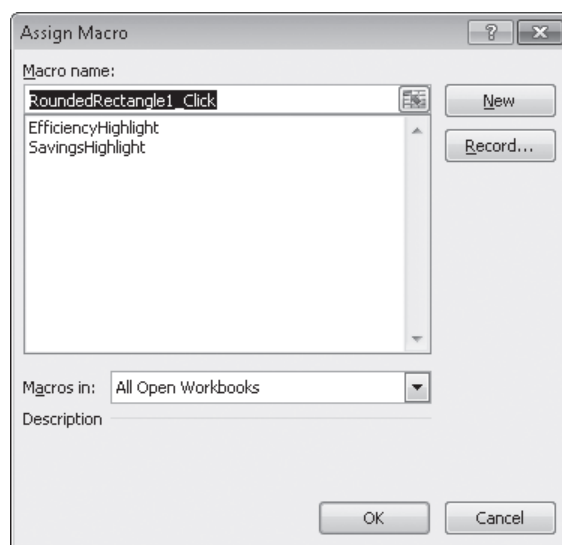 Assign Macro
Macro name:
RoundedRectangle1_Click
New
EfficiencyHighlight
SavingsHighlight
Record...
Macros in: All Open Workbooks
Description
OK Cancel